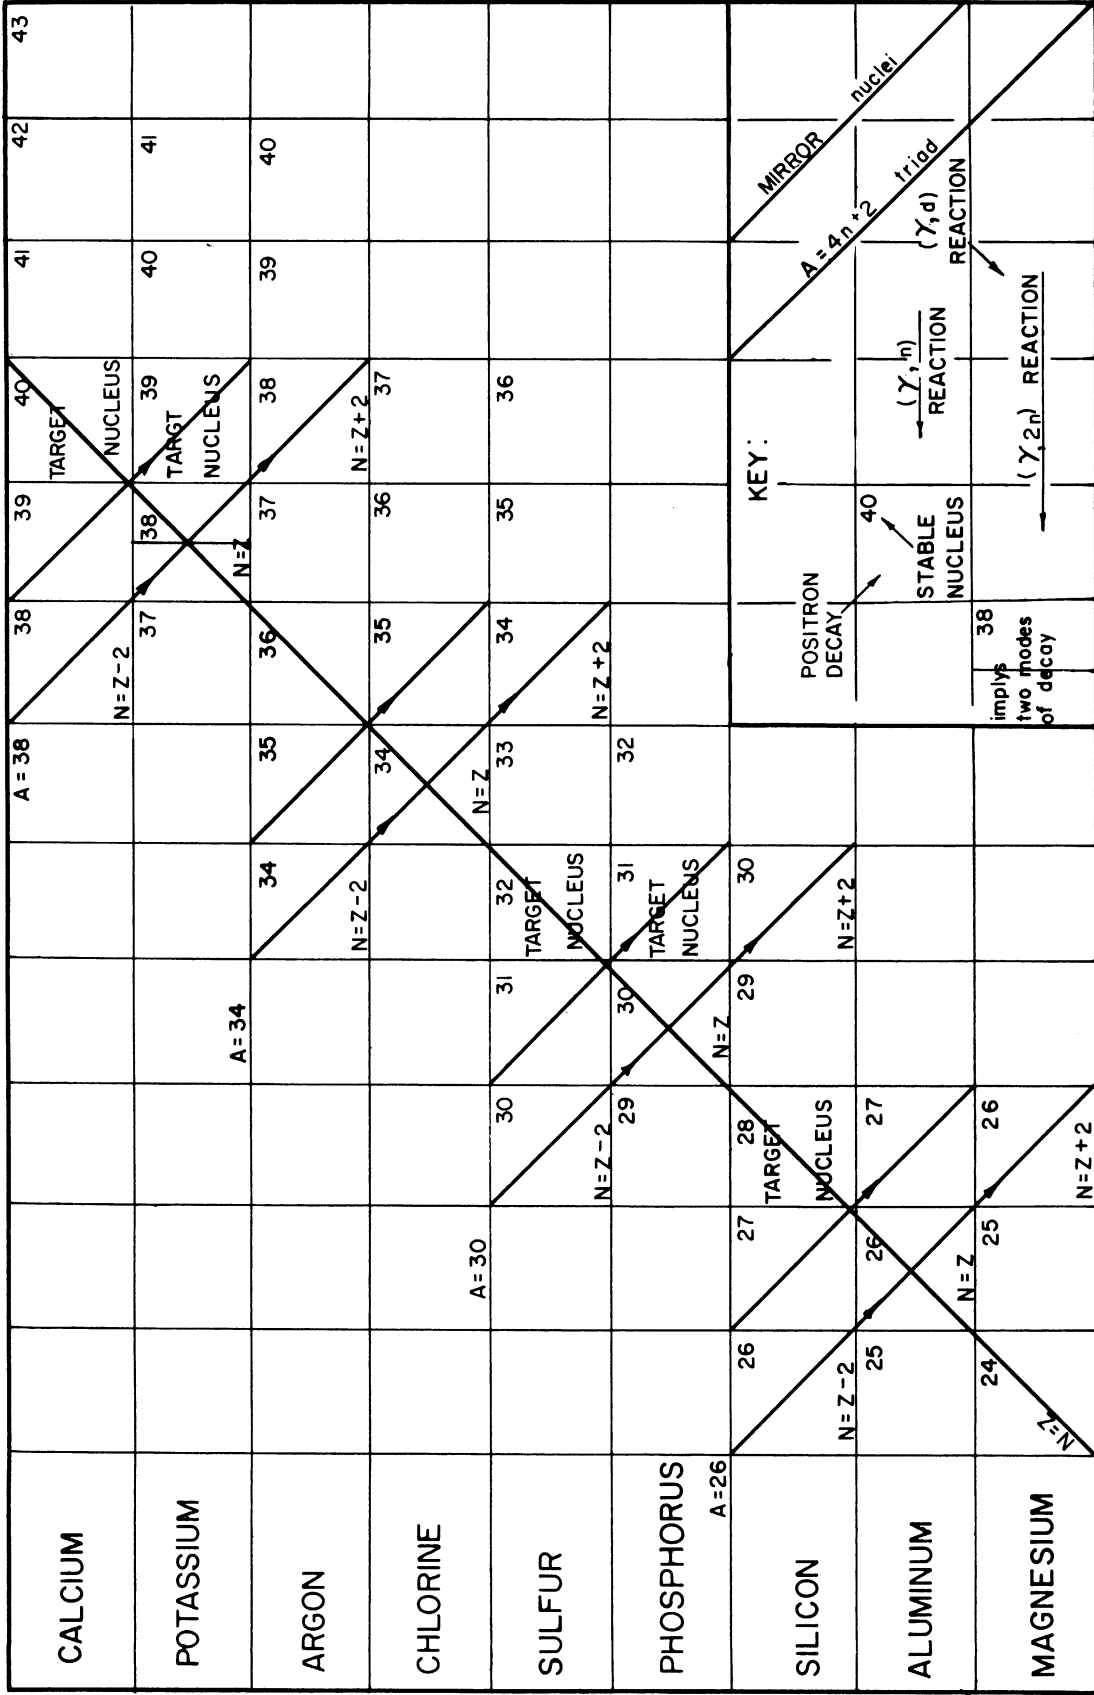 CALCIUM
A = 38
38
39
40
TARGET
NUCLEUS
41
42
43
POTASSIUM
N = Z - 2
37
38
N = Z
39
TARGT
NUCLEUS
40
41
ARGON
A = 34
34
35
36
37
38
39
40
CHLORINE
N = Z - 2
34
N = Z
35
36
37
N = Z + 2
SULFUR
A = 30
30
31
32
TARGET
NUCLEUS
33
34
35
36
PHOSPHORUS
N = Z - 2
29
30
N = Z
31
TARGET
NUCLEUS
32
N = Z + 2
A = 26
SILICON
26
27
28
TARGET
NUCLEUS
29
30
N = Z + 2
ALUMINUM
N = Z - 2
25
26
N = Z
27
MAGNESIUM
24
N = Z
25
26
N = Z + 2
KEY:
POSITRON
DECAY
40
STABLE
NUCLEUS
38
implys
two modes
of decay
(γ, n)
REACTION
(γ, 2n) REACTION
(γ, d)
REACTION
A = 4n + 2 triad
MIRROR nuclei